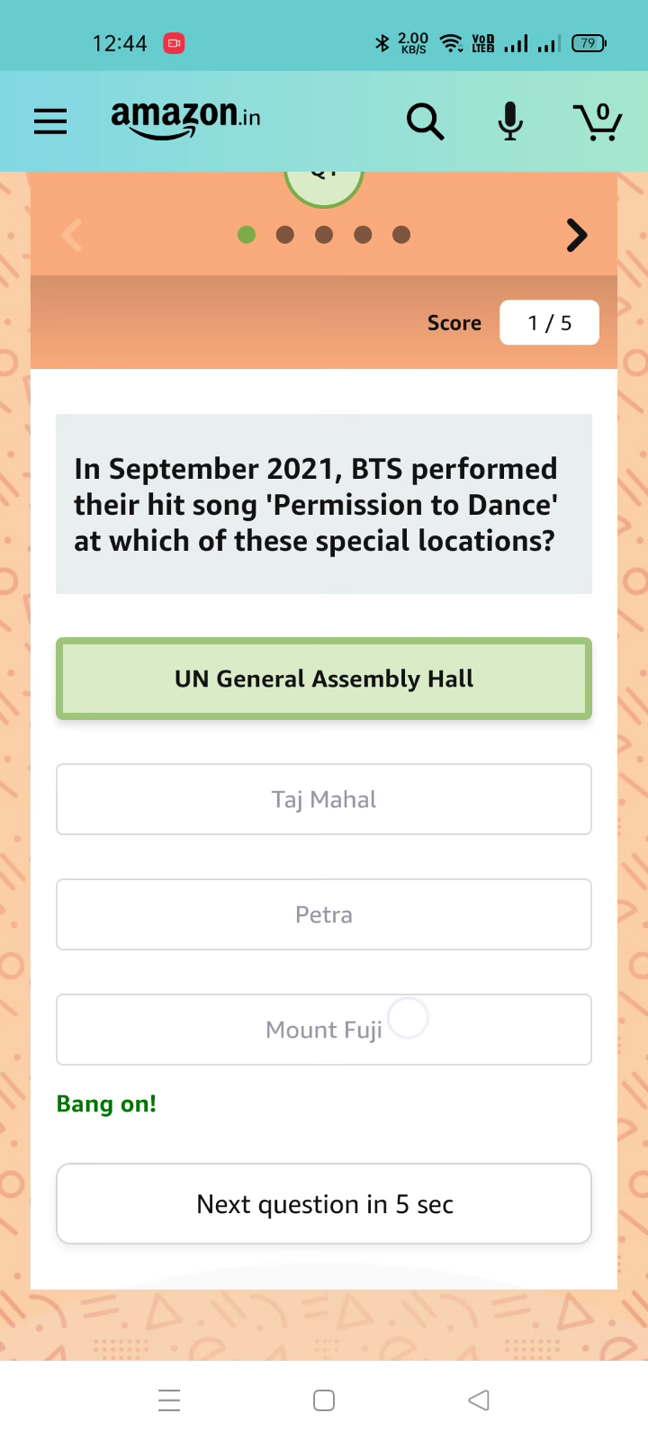 12:44 2.00 KB/S VoD LTE2 79
amazon.in 0
Score 1 / 5
In September 2021, BTS performed
their hit song 'Permission to Dance'
at which of these special locations?
UN General Assembly Hall
Taj Mahal
Petra
Mount Fuji
Bang on!
Next question in 5 sec